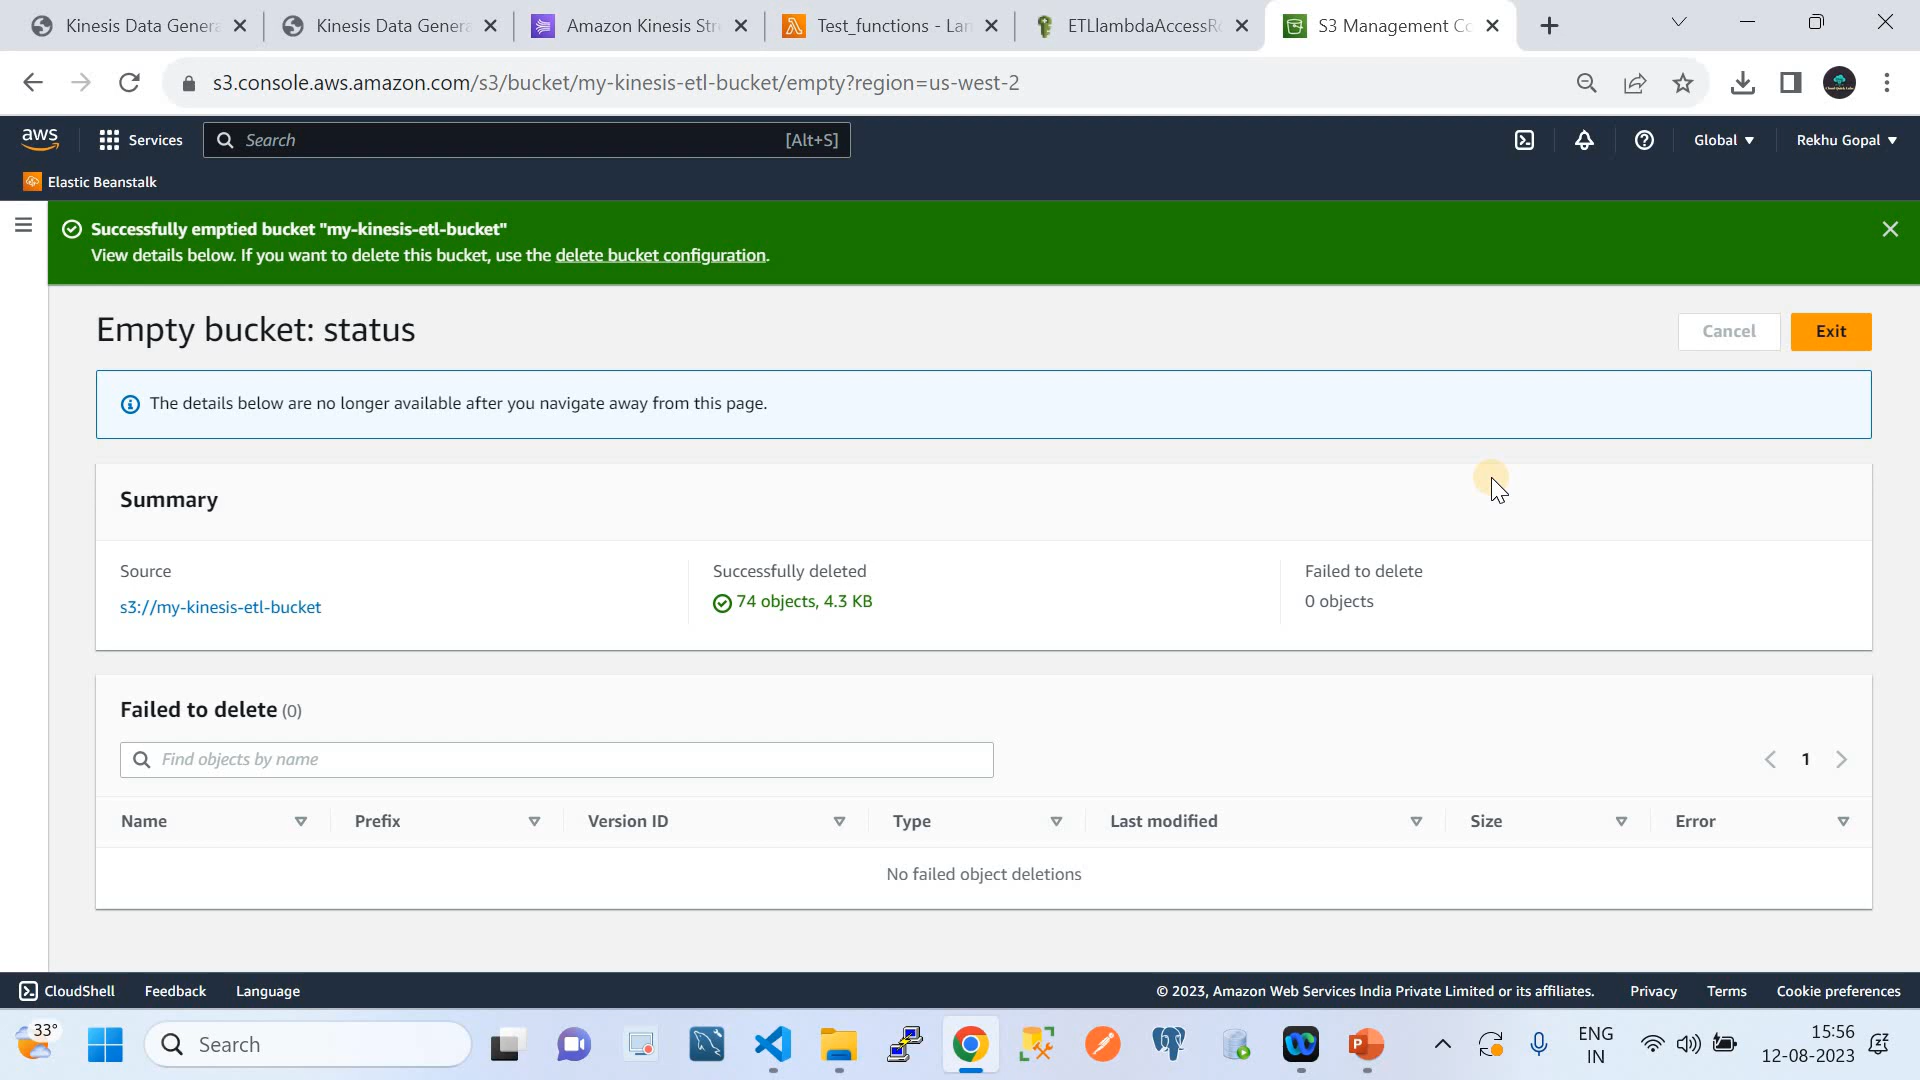 Kinesis Data Genera
Kinesis Data Genera
Amazon Kinesis Str
Test_functions - Lan
ETLlambdaAccessRo
S3 Management Co
s3.console.aws.amazon.com/s3/bucket/my-kinesis-etl-bucket/empty?region=us-west-2
aws
Services
Search
[Alt+S]
Global
Rekhu Gopal
Elastic Beanstalk
Successfully emptied bucket "my-kinesis-etl-bucket"
View details below. If you want to delete this bucket, use the delete bucket configuration.
Empty bucket: status
Cancel
Exit
The details below are no longer available after you navigate away from this page.
Summary
Source
Successfully deleted
Failed to delete
s3://my-kinesis-etl-bucket
74 objects, 4.3 KB
0 objects
Failed to delete (0)
Find objects by name
1
Name
Prefix
Version ID
Type
Last modified
Size
Error
No failed object deletions
CloudShell
Feedback
Language
© 2023, Amazon Web Services India Private Limited or its affiliates.
Privacy
Terms
Cookie preferences
33°
Search
ENG
IN
15:56
12-08-2023